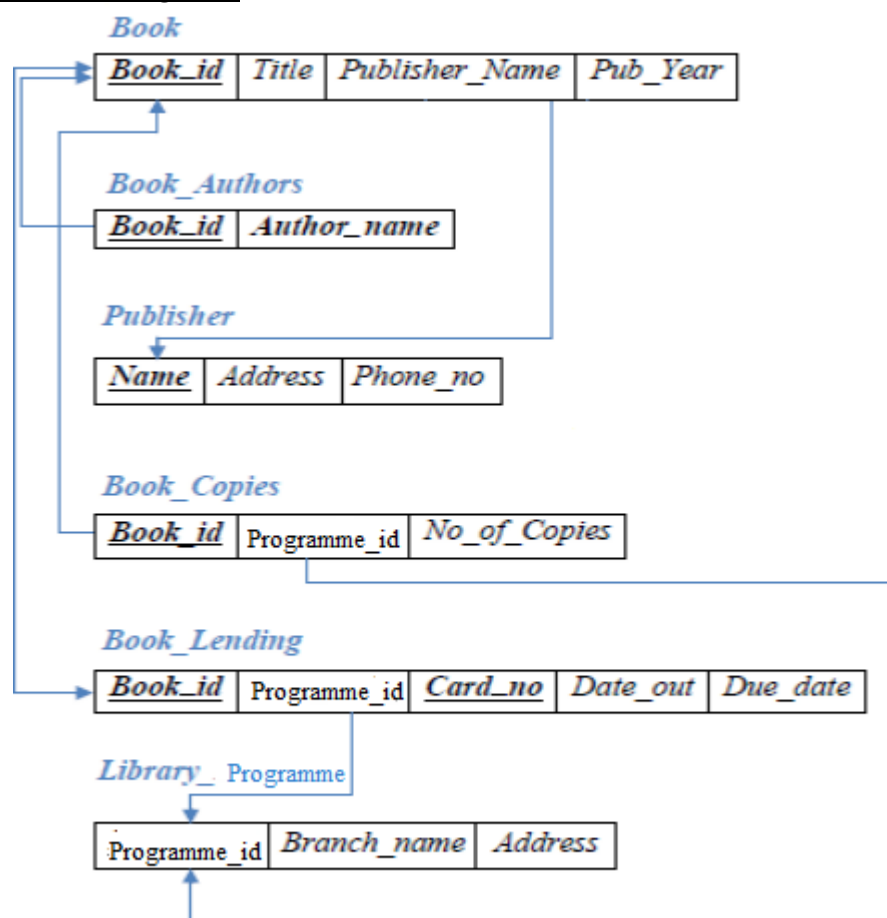 Book
Book_id Title Publisher_Name Pub_Year
Book_Authors
Book_id Author_name
Publisher
Name Address Phone_no
Book_Copies
Book_id Programme_id No_of_Copies
Book_Lending
Book_id Programme_id Card_no Date_out Due_date
Library_ Programme
Programme_id Branch_name Address